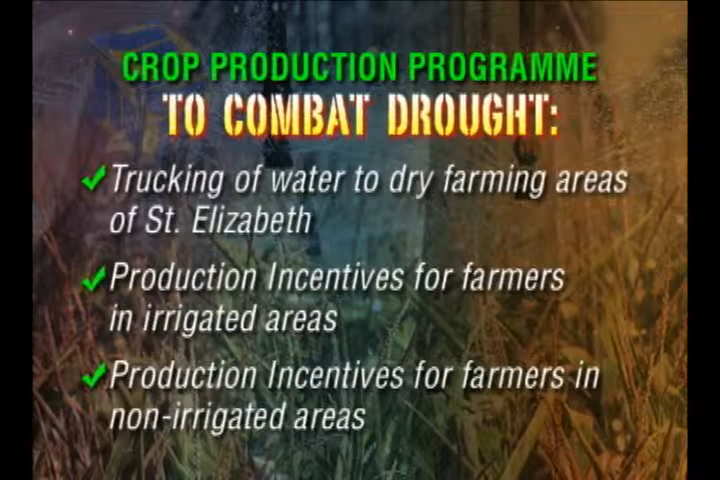 CROP PRODUCTION PROGRAMME
TO COMBAT DROUGHT:
Trucking of water to dry farming areas
of St. Elizabeth
Production Incentives for farmers
in irrigated areas
Production Incentives for farmers in
non-irrigated areas